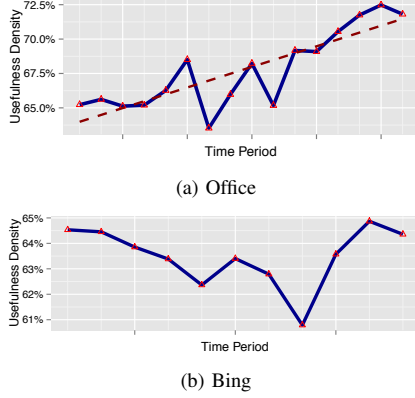 72.5%
70.0%
67.5%
65.0%
Usefulness Density
Time Period
(a) Office
65%
64%
63%
62%
61%
Usefulness Density
Time Period
(b) Bing